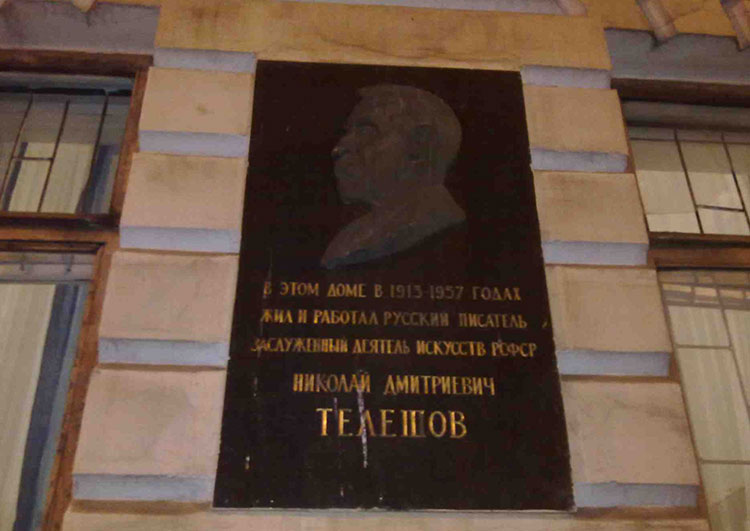 В ЭТОМ ДОМЕ В 1913-1957 ГОДАХ
ЖИЛ И РАБОТАЛ РУССКИЙ ПИСАТЕЛЬ
ЗАСЛУЖЕННЫЙ ДЕЯТЕЛЬ ИСКУССТВ РСФСР
НИКОЛАЙ ДМИТРИЕВИЧ
ТЕЛЕШОВ